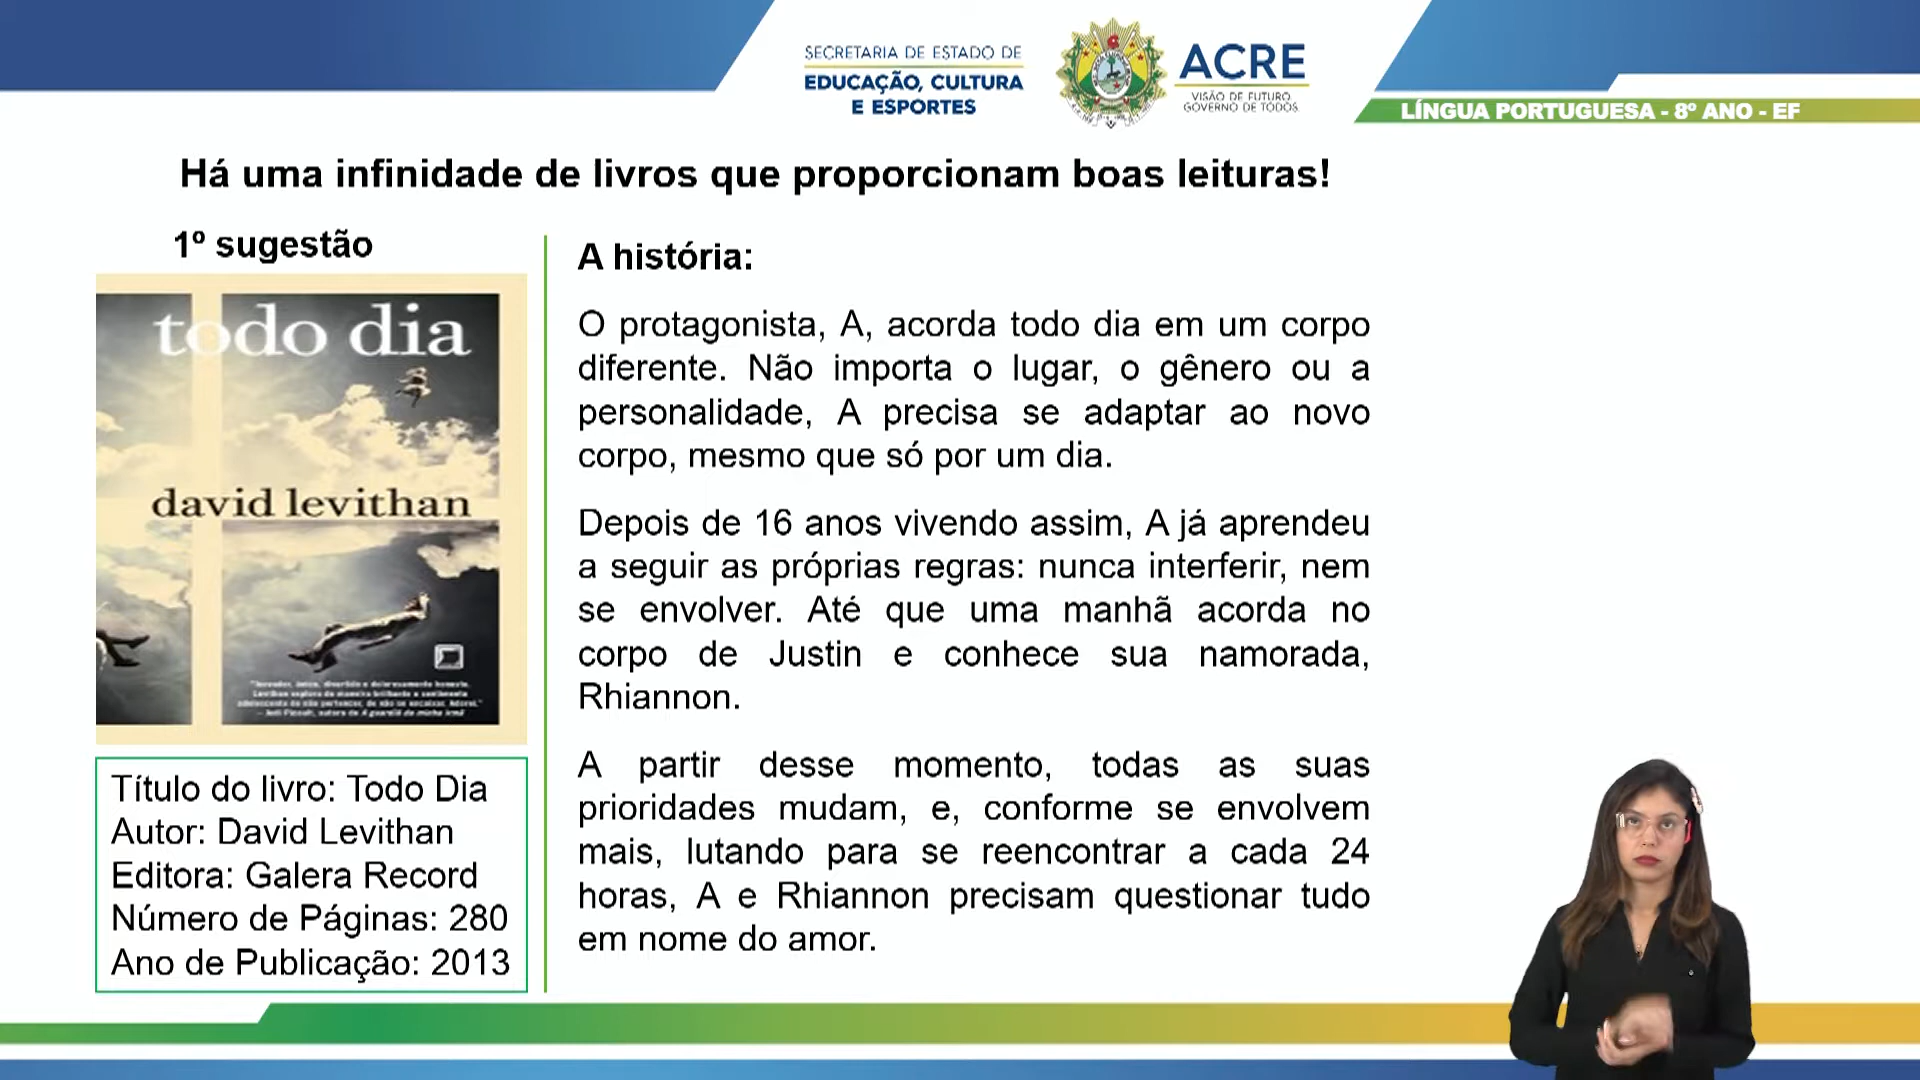 SECRETARIA DE ESTADO DE
EDUCAÇÃO, CULTURA
E ESPORTES
ACRE
VISÃO DE FUTURO.
GOVERNO DE TODOS.
LÍNGUA PORTUGUESA - 8º ANO - EF
Há uma infinidade de livros que proporcionam boas leituras!
1º sugestão
todo dia
david levithan
Título do livro: Todo Dia
Autor: David Levithan
Editora: Galera Record
Número de Páginas: 280
Ano de Publicação: 2013
A história:
O protagonista, A, acorda todo dia em um corpo
diferente. Não importa o lugar, o gênero ou a
personalidade, A precisa se adaptar ao novo
corpo, mesmo que só por um dia.
Depois de 16 anos vivendo assim, A já aprendeu
a seguir as próprias regras: nunca interferir, nem
se envolver. Até que uma manhã acorda no
corpo de Justin e conhece sua namorada,
Rhiannon.
A partir desse momento, todas as suas
prioridades mudam, e, conforme se envolvem
mais, lutando para se reencontrar a cada 24
horas, A e Rhiannon precisam questionar tudo
em nome do amor.